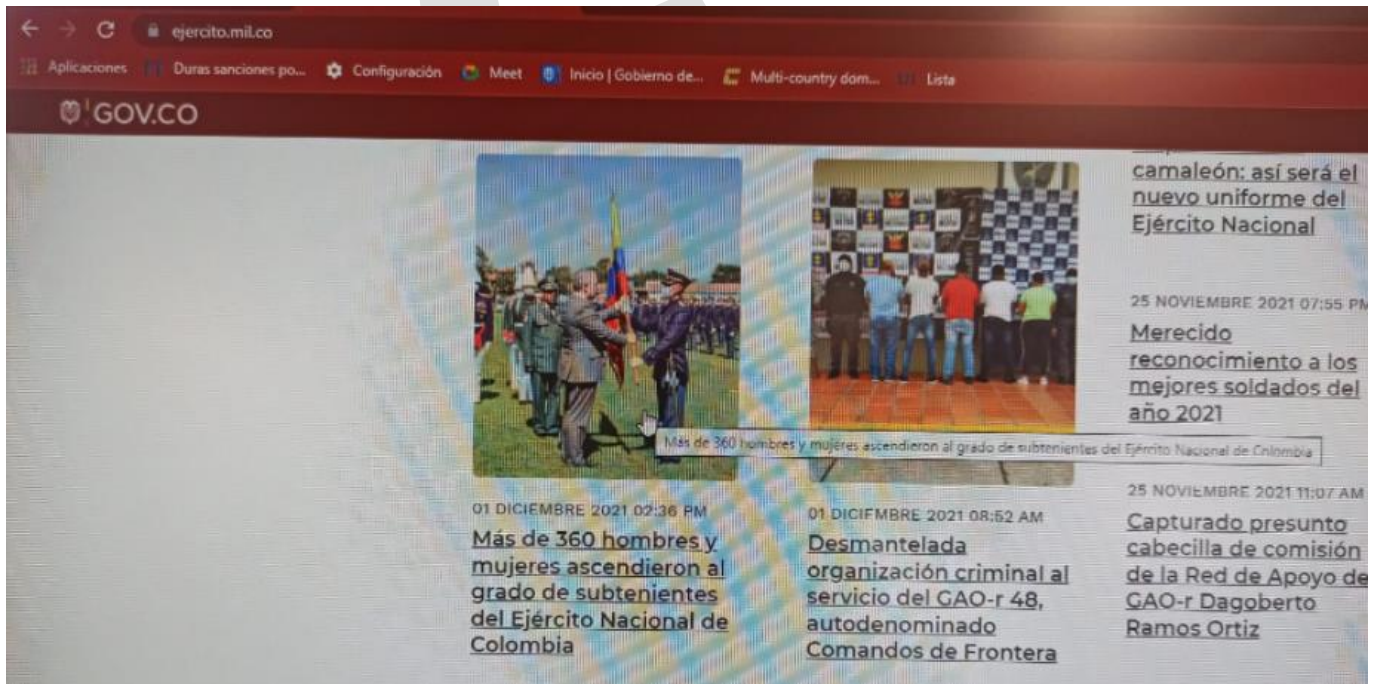 ejercito.mil.co
Aplicaciones
Duras sanciones po...
Configuración
Meet
Inicio | Gobierno de...
Multi-country dom...
Lista
GOV.CO
Más de 360 hombres y mujeres ascendieron al grado de subtenientes del Ejército Nacional de Colombia
01 DICIEMBRE 2021 02:36 PM
Más de 360 hombres y
mujeres ascendieron al
grado de subtenientes
del Ejército Nacional de
Colombia
01 DICIEMBRE 2021 08:52 AM
Desmantelada
organización criminal al
servicio del GAO-r 48,
autodenominado
Comandos de Frontera
camaleón: así será el
nuevo uniforme del
Ejército Nacional
25 NOVIEMBRE 2021 07:55 PM
Merecido
reconocimiento a los
mejores soldados del
año 2021
25 NOVIEMBRE 2021 11:07 AM
Capturado presunto
cabecilla de comisión
de la Red de Apoyo de
GAO-r Dagoberto
Ramos Ortiz